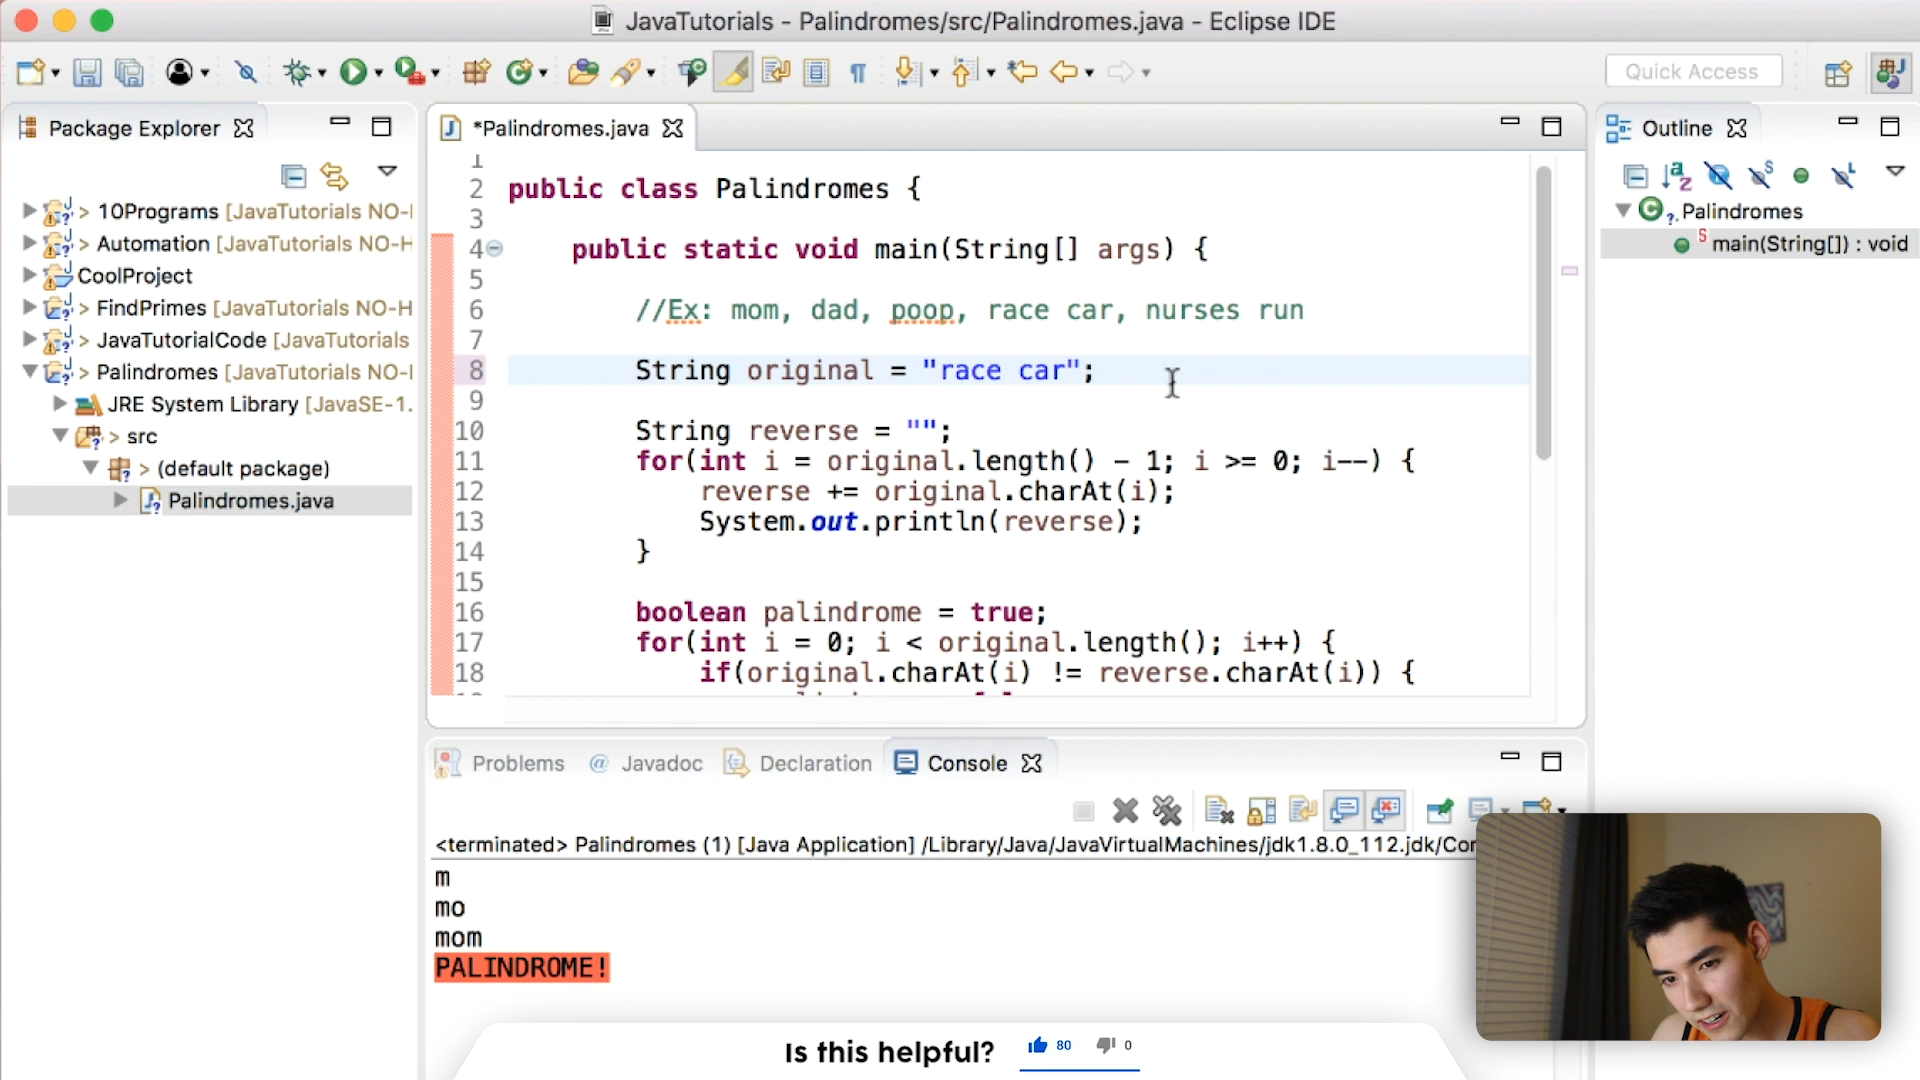 JavaTutorials - Palindromes/src/Palindromes.java - Eclipse IDE
Quick Access
Package Explorer
> 10Programs [JavaTutorials NO-
> Automation [JavaTutorials NO-H
CoolProject
> FindPrimes [JavaTutorials NO-H
> JavaTutorialCode [JavaTutorials
> Palindromes [JavaTutorials NO-
JRE System Library [JavaSE-1.
> src
> (default package)
Palindromes.java
*Palindromes.java
1
2 public class Palindromes {
3
4 public static void main(String[] args) {
5
6 //Ex: mom, dad, poop, race car, nurses run
7
8 String original = "race car";
9
10 String reverse = "";
11 for(int i = original.length() - 1; i >= 0; i--) {
12 reverse += original.charAt(i);
13 System.out.println(reverse);
14 }
15
16 boolean palindrome = true;
17 for(int i = 0; i < original.length(); i++) {
18 if(original.charAt(i) != reverse.charAt(i)) {
Outline
Palindromes
main(String[]) : void
Problems @ Javadoc Declaration Console
<terminated> Palindromes (1) [Java Application] /Library/Java/JavaVirtualMachines/jdk1.8.0_112.jdk/Cor
m
mo
mom
PALINDROME!
Is this helpful? 80 0